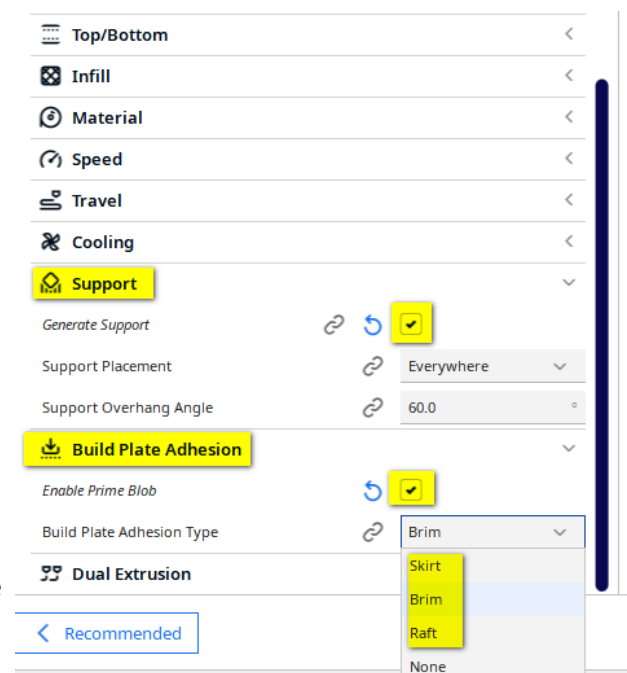 Top/Bottom
Infill
Material
Speed
Travel
Cooling
Support
Generate Support
Support Placement Everywhere
Support Overhang Angle 60.0 °
Build Plate Adhesion
Enable Prime Blob
Build Plate Adhesion Type Brim
Skirt
Dual Extrusion
Brim
Raft
Recommended
None